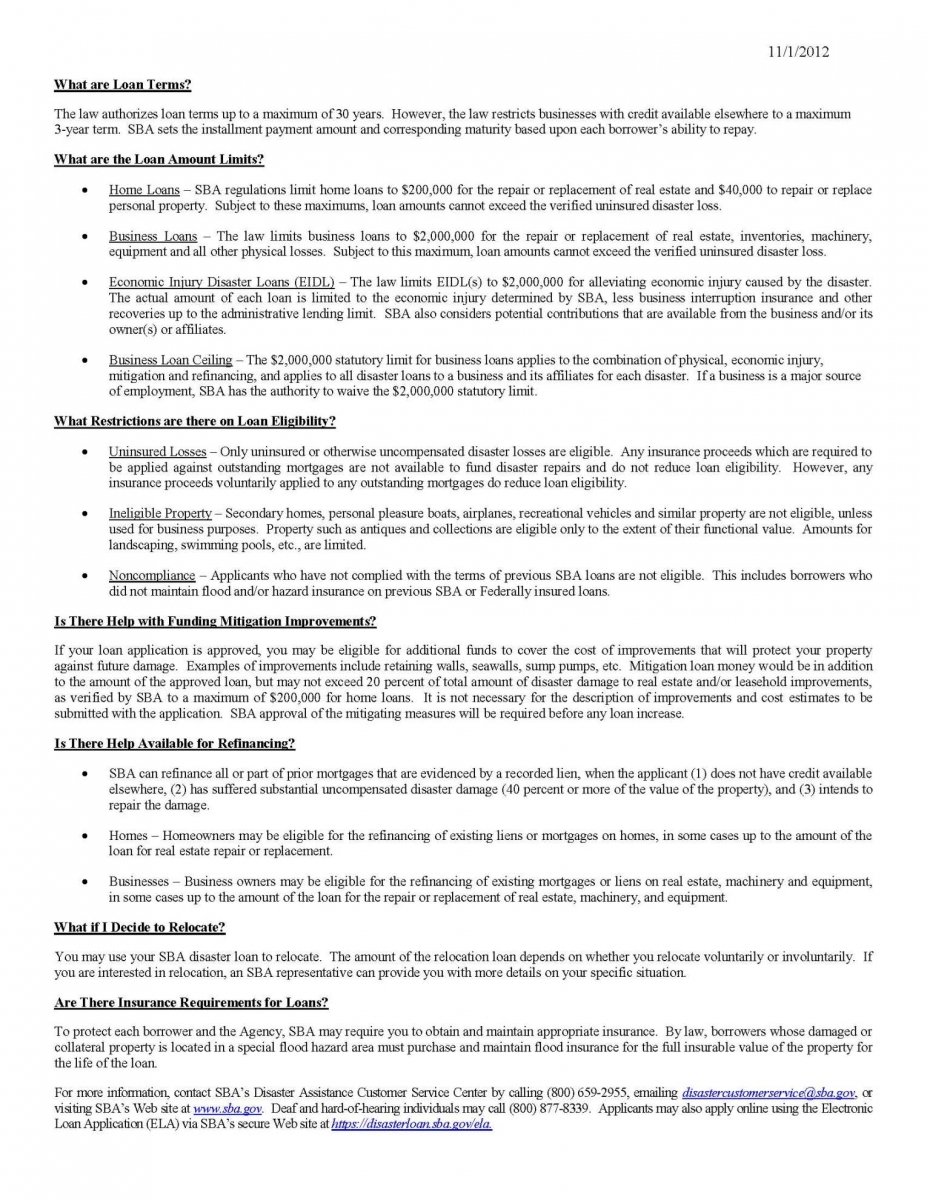 11/1/2012
What are Loan Terms?
The law authorizes loan terms up to a maximum of 30 years. However, the law restricts businesses with credit available elsewhere to a maximum
3-year term. SBA sets the installment payment amount and corresponding maturity based upon each borrower's ability to repay.
What are the Loan Amount Limits?
• Home Loans – SBA regulations limit home loans to $200,000 for the repair or replacement of real estate and $40,000 to repair or replace
personal property. Subject to these maximums, loan amounts cannot exceed the verified uninsured disaster loss.
• Business Loans – The law limits business loans to $2,000,000 for the repair or replacement of real estate, inventories, machinery,
equipment and all other physical losses. Subject to this maximum, loan amounts cannot exceed the verified uninsured disaster loss.
• Economic Injury Disaster Loans (EIDL) – The law limits EIDL(s) to $2,000,000 for alleviating economic injury caused by the disaster.
The actual amount of each loan is limited to the economic injury determined by SBA, less business interruption insurance and other
recoveries up to the administrative lending limit. SBA also considers potential contributions that are available from the business and/or its
owner(s) or affiliates.
• Business Loan Ceiling – The $2,000,000 statutory limit for business loans applies to the combination of physical, economic injury,
mitigation and refinancing, and applies to all disaster loans to a business and its affiliates for each disaster. If a business is a major source
of employment, SBA has the authority to waive the $2,000,000 statutory limit.
What Restrictions are there on Loan Eligibility?
• Uninsured Losses – Only uninsured or otherwise uncompensated disaster losses are eligible. Any insurance proceeds which are required to
be applied against outstanding mortgages are not available to fund disaster repairs and do not reduce loan eligibility. However, any
insurance proceeds voluntarily applied to any outstanding mortgages do reduce loan eligibility.
• Ineligible Property – Secondary homes, personal pleasure boats, airplanes, recreational vehicles and similar property are not eligible, unless
used for business purposes. Property such as antiques and collections are eligible only to the extent of their functional value. Amounts for
landscaping, swimming pools, etc., are limited.
• Noncompliance – Applicants who have not complied with the terms of previous SBA loans are not eligible. This includes borrowers who
did not maintain flood and/or hazard insurance on previous SBA or Federally insured loans.
Is There Help with Funding Mitigation Improvements?
If your loan application is approved, you may be eligible for additional funds to cover the cost of improvements that will protect your property
against future damage. Examples of improvements include retaining walls, seawalls, sump pumps, etc. Mitigation loan money would be in addition
to the amount of the approved loan, but may not exceed 20 percent of total amount of disaster damage to real estate and/or leasehold improvements,
as verified by SBA to a maximum of $200,000 for home loans. It is not necessary for the description of improvements and cost estimates to be
submitted with the application. SBA approval of the mitigating measures will be required before any loan increase.
Is There Help Available for Refinancing?
• SBA can refinance all or part of prior mortgages that are evidenced by a recorded lien, when the applicant (1) does not have credit available
elsewhere, (2) has suffered substantial uncompensated disaster damage (40 percent or more of the value of the property), and (3) intends to
repair the damage.
• Homes – Homeowners may be eligible for the refinancing of existing liens or mortgages on homes, in some cases up to the amount of the
loan for real estate repair or replacement.
• Businesses – Business owners may be eligible for the refinancing of existing mortgages or liens on real estate, machinery and equipment,
in some cases up to the amount of the loan for the repair or replacement of real estate, machinery, and equipment.
What if I Decide to Relocate?
You may use your SBA disaster loan to relocate. The amount of the relocation loan depends on whether you relocate voluntarily or involuntarily. If
you are interested in relocation, an SBA representative can provide you with more details on your specific situation.
Are There Insurance Requirements for Loans?
To protect each borrower and the Agency, SBA may require you to obtain and maintain appropriate insurance. By law, borrowers whose damaged or
collateral property is located in a special flood hazard area must purchase and maintain flood insurance for the full insurable value of the property for
the life of the loan.
For more information, contact SBA's Disaster Assistance Customer Service Center by calling (800) 659-2955, emailing disastercustomerservice@sba.gov, or
visiting SBA's Web site at www.sba.gov. Deaf and hard-of-hearing individuals may call (800) 877-8339. Applicants may also apply online using the Electronic
Loan Application (ELA) via SBA's secure Web site at https://disasterloan.sba.gov/ela.